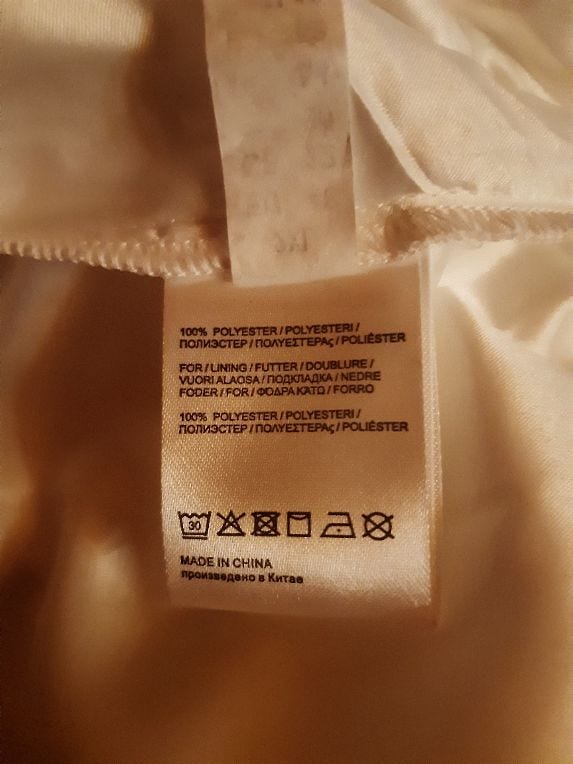 100% POLYESTER / POLYESTERI /
ПОЛИЭСТЕР / ΠΟΛΥΕΣΤΕΡΑς / POLIÉSTER
FOR / LINING / FUTTER / DOUBLURE /
VUORI ALAOSA / ПОДКЛАДКА / NEDRE
FODER / FOR / ΦΟΔΡΑ ΚΑΤΩ / FORRO
100% POLYESTER / POLYESTERI /
ПОЛИЭСТЕР / ΠΟΛΥΕΣΤΕΡΑς / POLIÉSTER
30
MADE IN CHINA
произведено в Китае